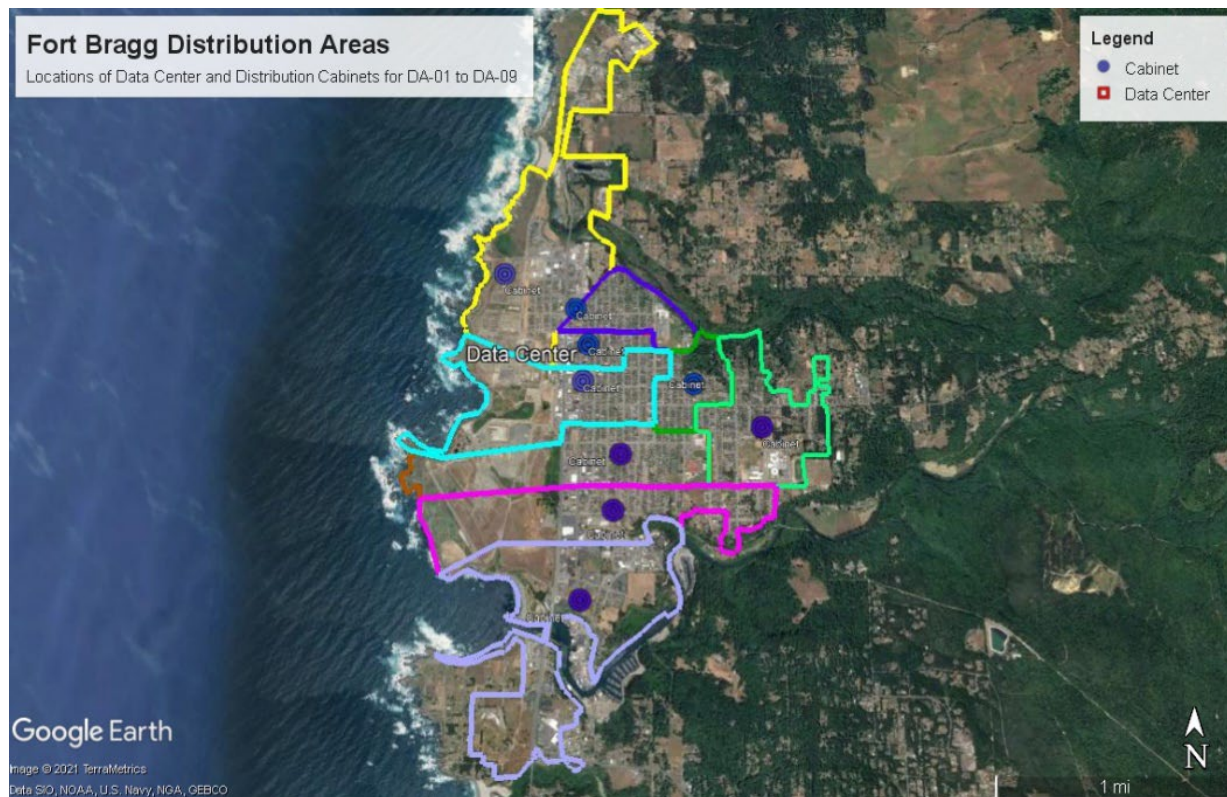 Fort Bragg Distribution Areas
Locations of Data Center and Distribution Cabinets for DA-01 to DA-09
Legend
Cabinet
Data Center
Cabinet
Cabinet
Cabinet
Data Center
Cabinet
Cabinet
Cabinet
Cabinet
Cabinet
Cabinet
Google Earth
Image © 2021 TerraMetrics
Data SIO, NOAA, U.S. Navy, NGA, GEBCO
N
1 mi